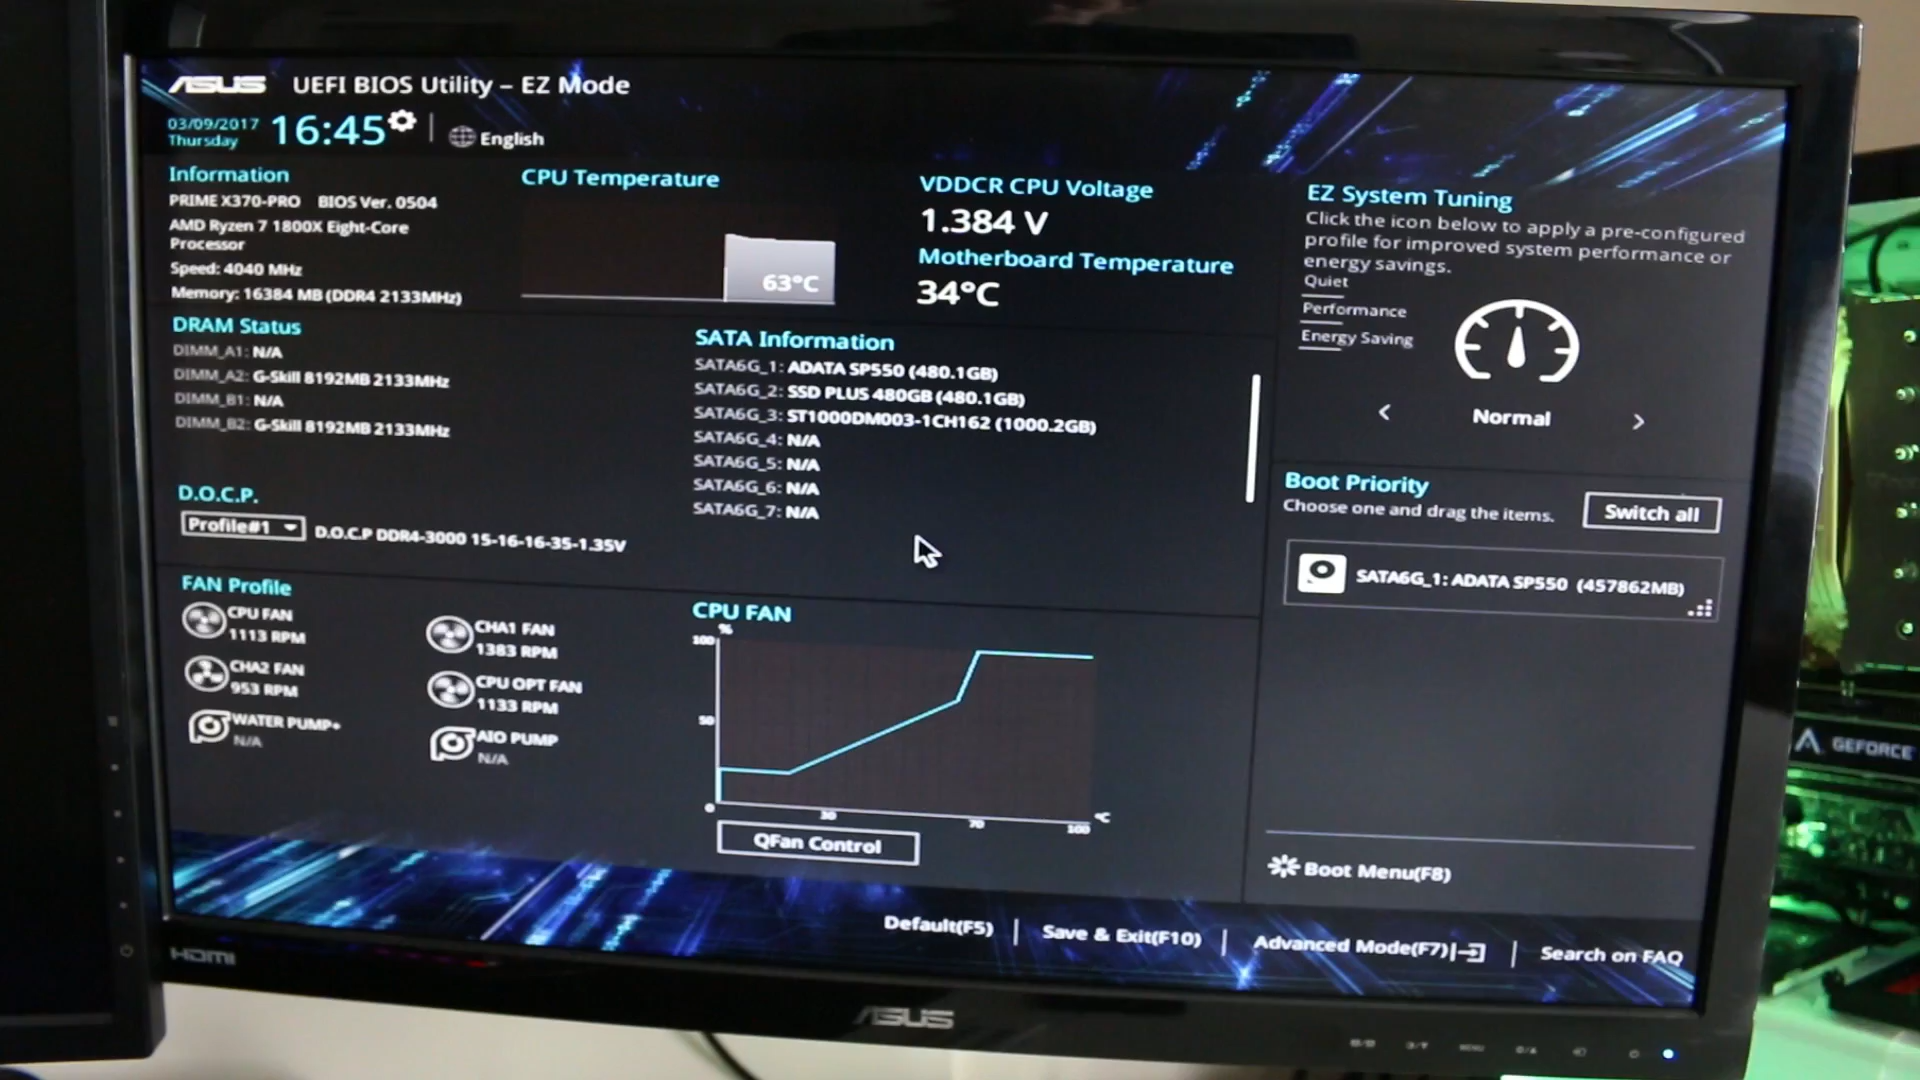 ASUS UEFI BIOS Utility – EZ Mode
03/09/2017
Thursday
16:45
English
Information
PRIME X370-PRO BIOS Ver. 0504
AMD Ryzen 7 1800X Eight-Core
Processor
Speed: 4040 MHz
Memory: 16384 MB (DDR4 2133MHz)
CPU Temperature
63°C
VDDCR CPU Voltage
1.384 V
Motherboard Temperature
34°C
EZ System Tuning
Click the icon below to apply a pre-configured
profile for improved system performance or
energy savings.
Quiet
Performance
Energy Saving
< Normal >
DRAM Status
DIMM_A1: N/A
DIMM_A2: G-Skill 8192MB 2133MHz
DIMM_B1: N/A
DIMM_B2: G-Skill 8192MB 2133MHz
SATA Information
SATA6G_1: ADATA SP550 (480.1GB)
SATA6G_2: SSD PLUS 480GB (480.1GB)
SATA6G_3: ST1000DM003-1CH162 (1000.2GB)
SATA6G_4: N/A
SATA6G_5: N/A
SATA6G_6: N/A
SATA6G_7: N/A
D.O.C.P.
Profile#1 D.O.C.P DDR4-3000 15-16-16-35-1.35V
Boot Priority
Choose one and drag the items.
Switch all
SATA6G_1: ADATA SP550 (457862MB)
FAN Profile
CPU FAN
1113 RPM
CHA1 FAN
1383 RPM
CHA2 FAN
953 RPM
CPU OPT FAN
1133 RPM
WATER PUMP+
N/A
AIO PUMP
N/A
CPU FAN
%
100
50
0
30
70
100
°C
QFan Control
Boot Menu(F8)
Default(F5) | Save & Exit(F10) | Advanced Mode(F7) | Search on FAQ
HDMI
ASUS
GEFORCE
MENU